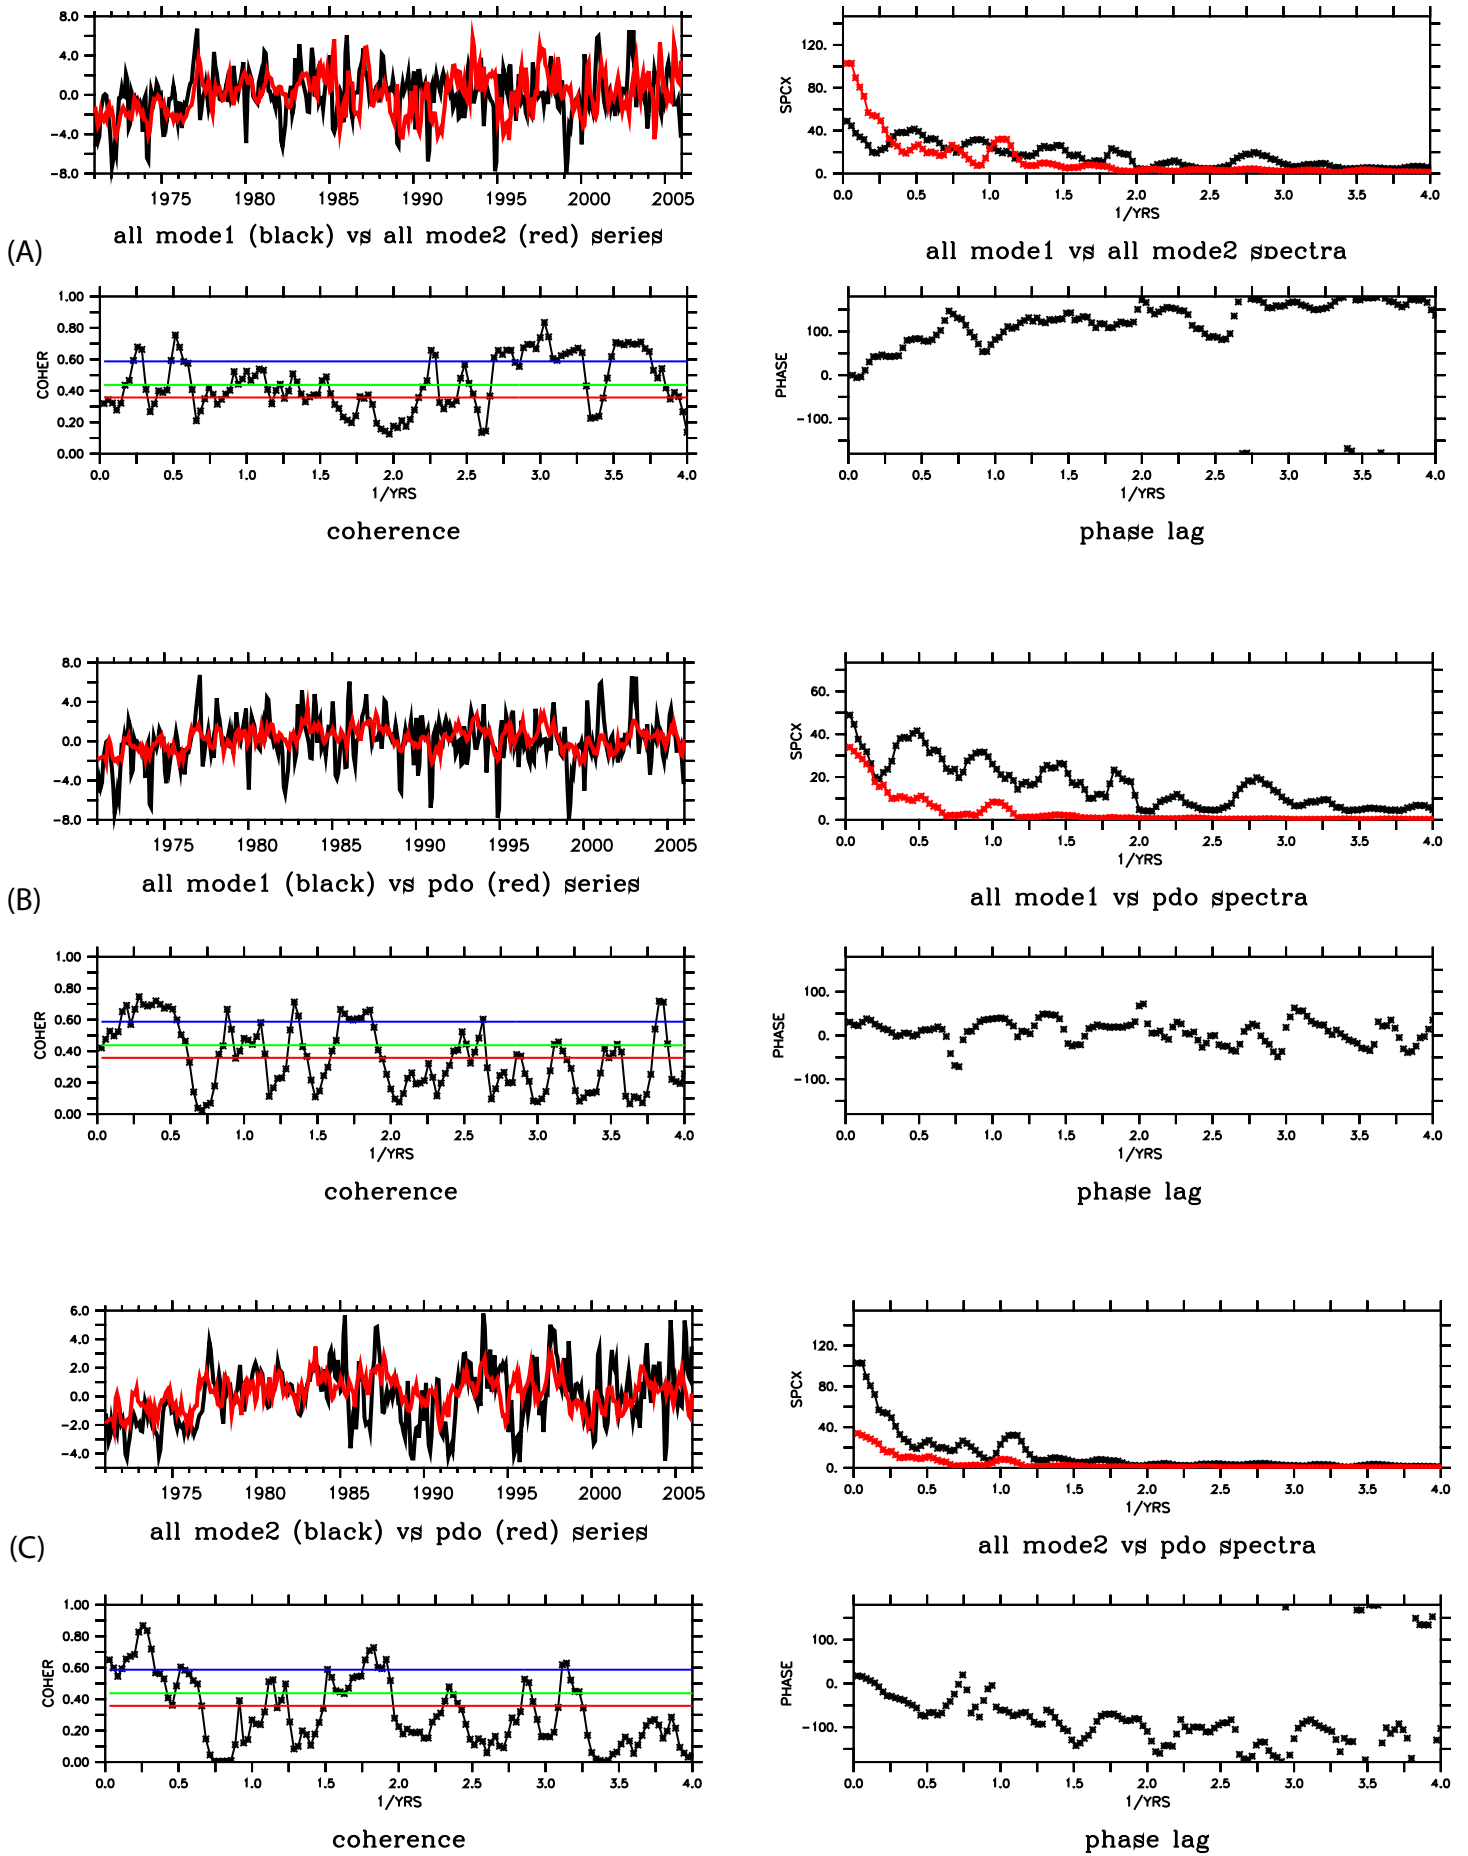 8.0
4.0
0.0
-4.0
-8.0
1975 1980 1985 1990 1995 2000 2005
all mode1 (black) vs all mode2 (red) series
SPCX
120.
80.
40.
0.
0.0 0.5 1.0 1.5 2.0 2.5 3.0 3.5 4.0
1/YRS
all mode1 vs all mode2 spectra
(A)
COHER
1.00
0.80
0.60
0.40
0.20
0.00
0.0 0.5 1.0 1.5 2.0 2.5 3.0 3.5 4.0
1/YRS
coherence
PHASE
100.
0.
-100.
0.0 0.5 1.0 1.5 2.0 2.5 3.0 3.5 4.0
1/YRS
phase lag
8.0
4.0
0.0
-4.0
-8.0
1975 1980 1985 1990 1995 2000 2005
all mode1 (black) vs pdo (red) series
SPCX
60.
40.
20.
0.
0.0 0.5 1.0 1.5 2.0 2.5 3.0 3.5 4.0
1/YRS
all mode1 vs pdo spectra
(B)
COHER
1.00
0.80
0.60
0.40
0.20
0.00
0.0 0.5 1.0 1.5 2.0 2.5 3.0 3.5 4.0
1/YRS
coherence
PHASE
100.
0.
-100.
0.0 0.5 1.0 1.5 2.0 2.5 3.0 3.5 4.0
1/YRS
phase lag
6.0
4.0
2.0
0.0
-2.0
-4.0
1975 1980 1985 1990 1995 2000 2005
all mode2 (black) vs pdo (red) series
SPCX
120.
80.
40.
0.
0.0 0.5 1.0 1.5 2.0 2.5 3.0 3.5 4.0
1/YRS
all mode2 vs pdo spectra
(C)
COHER
1.00
0.80
0.60
0.40
0.20
0.00
0.0 0.5 1.0 1.5 2.0 2.5 3.0 3.5 4.0
1/YRS
coherence
PHASE
100.
0.
-100.
0.0 0.5 1.0 1.5 2.0 2.5 3.0 3.5 4.0
1/YRS
phase lag